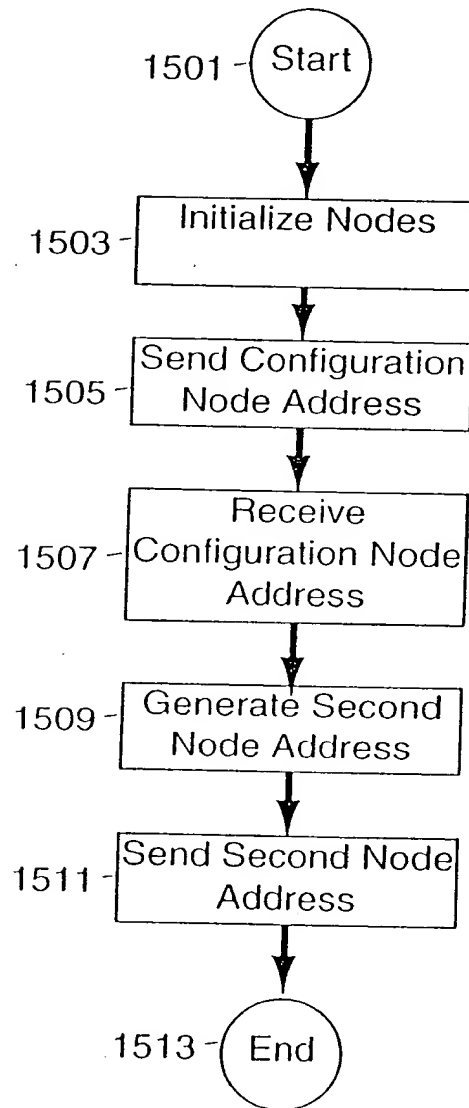 1501
Start
1503
Initialize Nodes
1505
Send Configuration
Node Address
1507
Receive
Configuration Node
Address
1509
Generate Second
Node Address
1511
Send Second Node
Address
1513
End